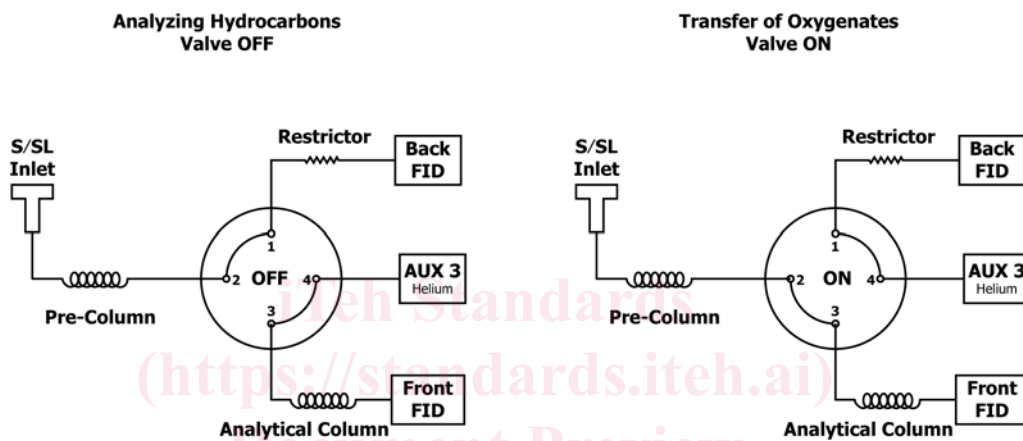 Analyzing Hydrocarbons
Valve OFF
S/SL
Inlet
Pre-Column
Restrictor
Back
FID
1
2
OFF
4
3
AUX 3
Helium
Analytical Column
Front
FID
Transfer of Oxygenates
Valve ON
S/SL
Inlet
Pre-Column
Restrictor
Back
FID
1
2
ON
4
3
AUX 3
Helium
Analytical Column
Front
FID
iTeh Standards
(https://standards.iteh.ai)
Document Preview